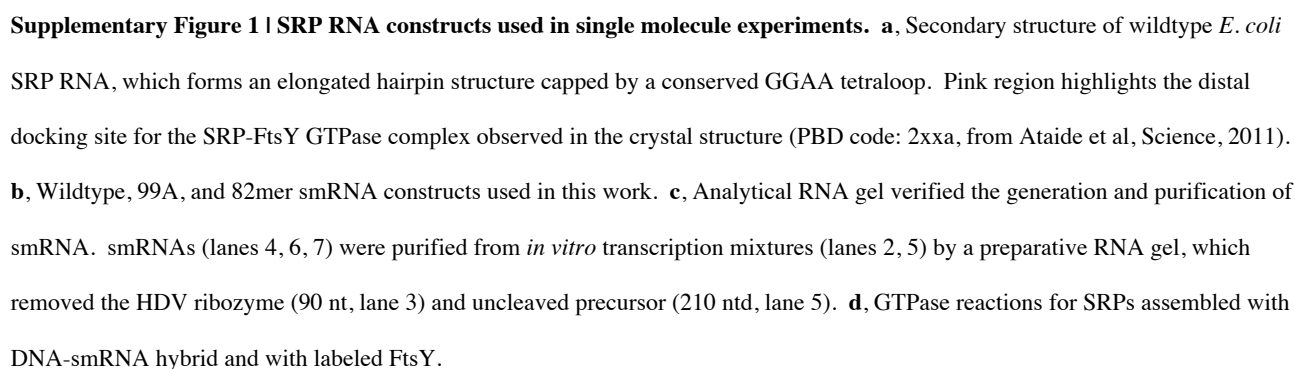 Supplementary Figure 1 | SRP RNA constructs used in single molecule experiments. a, Secondary structure of wildtype E. coli
SRP RNA, which forms an elongated hairpin structure capped by a conserved GGAA tetraloop. Pink region highlights the distal
docking site for the SRP-FtsY GTPase complex observed in the crystal structure (PBD code: 2xxa, from Ataide et al, Science, 2011).
b, Wildtype, 99A, and 82mer smRNA constructs used in this work. c, Analytical RNA gel verified the generation and purification of
smRNA. smRNAs (lanes 4, 6, 7) were purified from in vitro transcription mixtures (lanes 2, 5) by a preparative RNA gel, which
removed the HDV ribozyme (90 nt, lane 3) and uncleaved precursor (210 ntd, lane 5). d, GTPase reactions for SRPs assembled with
DNA-smRNA hybrid and with labeled FtsY.